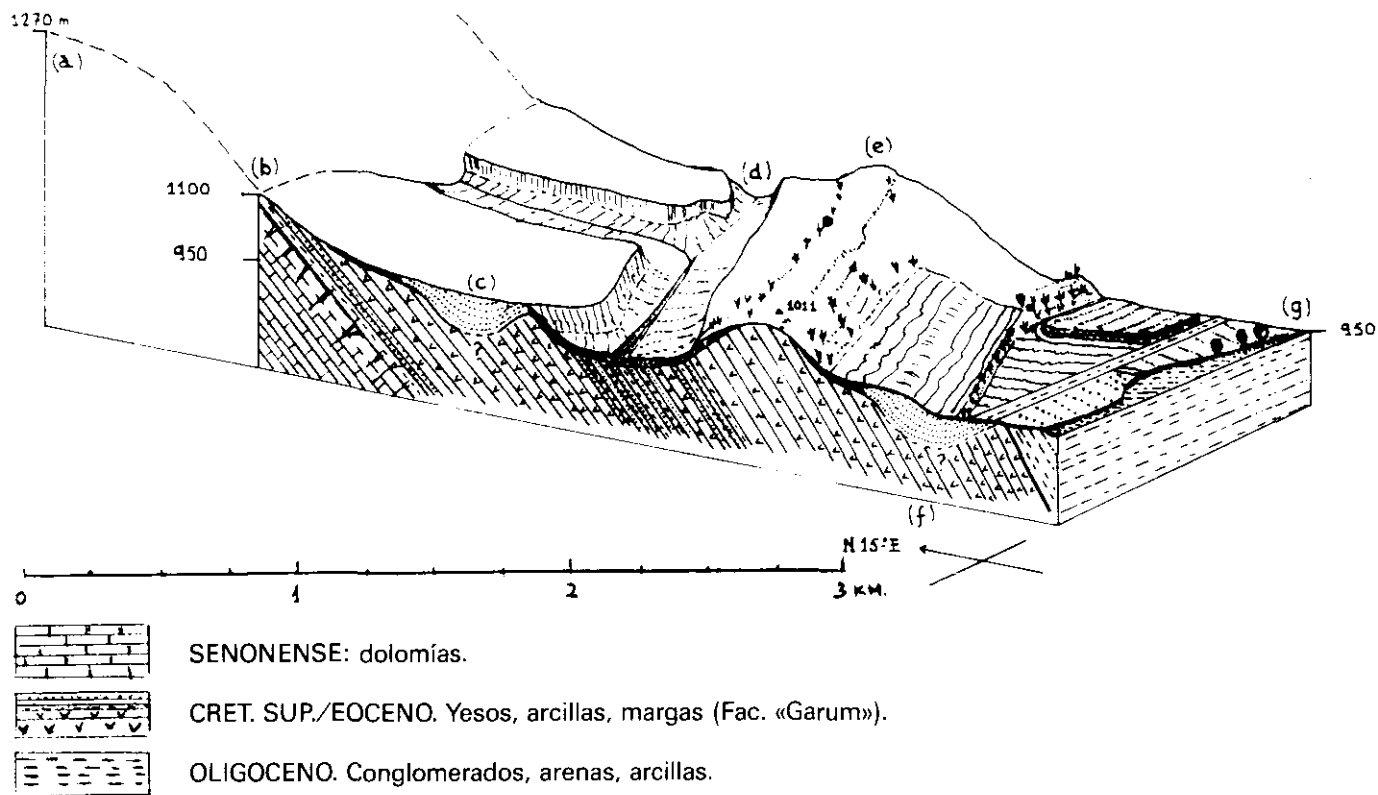 1270 m
(a)
(b)
(d)
(e)
1100
950
(c)
1011
(g)
950
?
?
(f)
N 15° E
0
1
2
3 KM.
SENONENSE: dolomías.
CRET. SUP./EOCENO. Yesos, arcillas, margas (Fac. «Garum»).
OLIGOCENO. Conglomerados, arenas, arcillas.